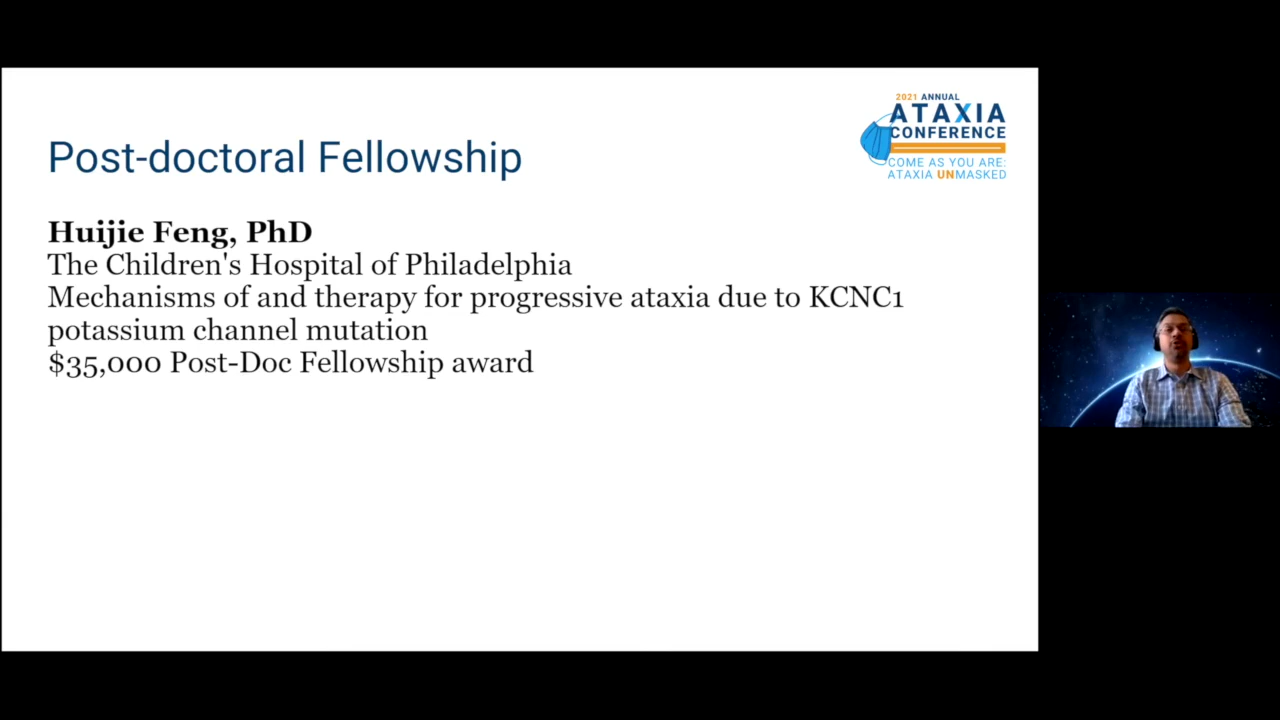 2021 ANNUAL
ATAXIA
CONFERENCE
COME AS YOU ARE:
ATAXIA UNMASKED
Post-doctoral Fellowship
Huijie Feng, PhD
The Children's Hospital of Philadelphia
Mechanisms of and therapy for progressive ataxia due to KCNC1
potassium channel mutation
$35,000 Post-Doc Fellowship award